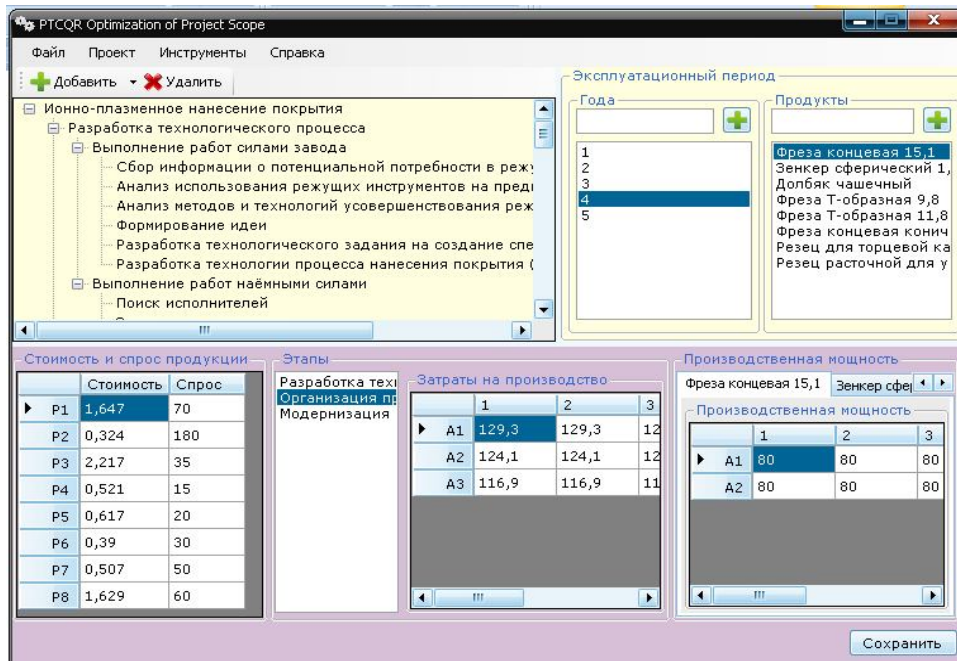 PTCQR Optimization of Project Scope
Файл Проект Инструменты Справка
Добавить Удалить
Ионно-плазменное нанесение покрытия
Разработка технологического процесса
Выполнение работ силами завода
Сбор информации о потенциальной потребности в реж
Анализ использования режущих инструментов на пред
Анализ методов и технологий усовершенствования реж
Формирование идеи
Разработка технологического задания на создание спе
Разработка технологии процесса нанесения покрытия (
Выполнение работ наёмными силами
Поиск исполнителей
Эксплуатационный период
Года
1
2
3
4
5
Продукты
Фреза концевая 15,1
Зенкер сферический 1,
Долбяк чашечный
Фреза Т-образная 9,8
Фреза Т-образная 11,8
Фреза концевая конич
Резец для торцевой ка
Резец расточной для у
Стоимость и спрос продукции
Стоимость Спрос
P1 1,647 70
P2 0,324 180
P3 2,217 35
P4 0,521 15
P5 0,617 20
P6 0,39 30
P7 0,507 50
P8 1,629 60
Этапы
Разработка техн
Организация пр
Модернизация
Затраты на производство
1 2 3
A1 129,3 129,3 12
A2 124,1 124,1 12
A3 116,9 116,9 11
Производственная мощность
Фреза концевая 15,1 Зенкер сфер
Производственная мощность
1 2 3
A1 80 80 80
A2 80 80 80
Сохранить